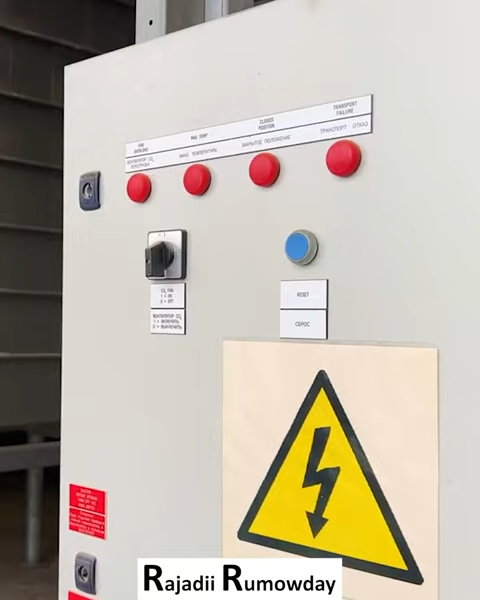 FAN
OVERLOAD
MAX. TEMP
CLOSED
POSITION
TRANSPORT
FAILURE
ВЕНТИЛЯТОР CO2
ПЕРЕГРУЗКА
МАКС ТЕМПЕРАТУРЫ
ЗАКРЫТОЕ ПОЛОЖЕНИЕ
ТРАНСПОРТ ОТКАЗ
CO2 FAN
1 = ON
0 = OFF
ВЕНТИЛЯТОР CO2
1 = ВКЛЮЧИТЬ
0 = ВЫКЛЮЧИТЬ
RESET
СБРОС
Rajadii Rumowday